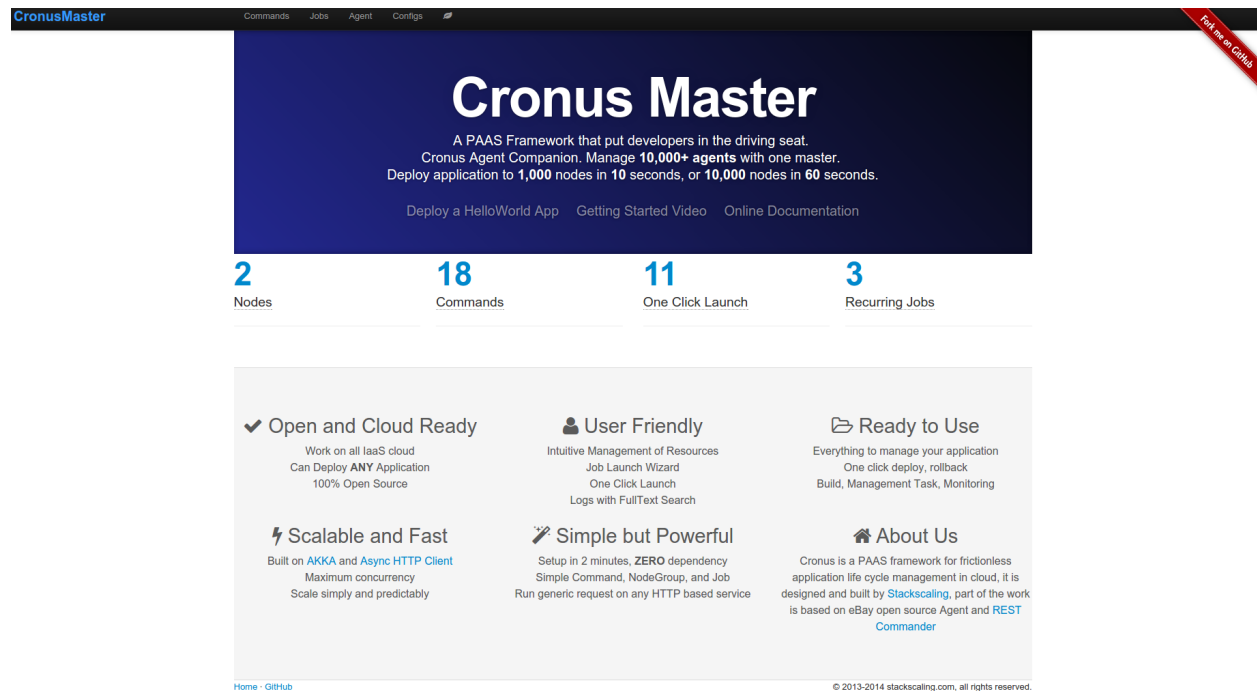 CronusMaster
Commands Jobs Agent Configs
Fork me on GitHub
Cronus Master
A PAAS Framework that put developers in the driving seat.
Cronus Agent Companion. Manage 10,000+ agents with one master.
Deploy application to 1,000 nodes in 10 seconds, or 10,000 nodes in 60 seconds.
Deploy a HelloWorld App Getting Started Video Online Documentation
2
Nodes
18
Commands
11
One Click Launch
3
Recurring Jobs
Open and Cloud Ready
Work on all IaaS cloud
Can Deploy ANY Application
100% Open Source
User Friendly
Intuitive Management of Resources
Job Launch Wizard
One Click Launch
Logs with FullText Search
Ready to Use
Everything to manage your application
One click deploy, rollback
Build, Management Task, Monitoring
Scalable and Fast
Built on AKKA and Async HTTP Client
Maximum concurrency
Scale simply and predictably
Simple but Powerful
Setup in 2 minutes, ZERO dependency
Simple Command, NodeGroup, and Job
Run generic request on any HTTP based service
About Us
Cronus is a PAAS framework for frictionless
application life cycle management in cloud, it is
designed and built by Stackscaling, part of the work
is based on eBay open source Agent and REST
Commander
Home · GitHub
© 2013-2014 stackscaling.com, all rights reserved.